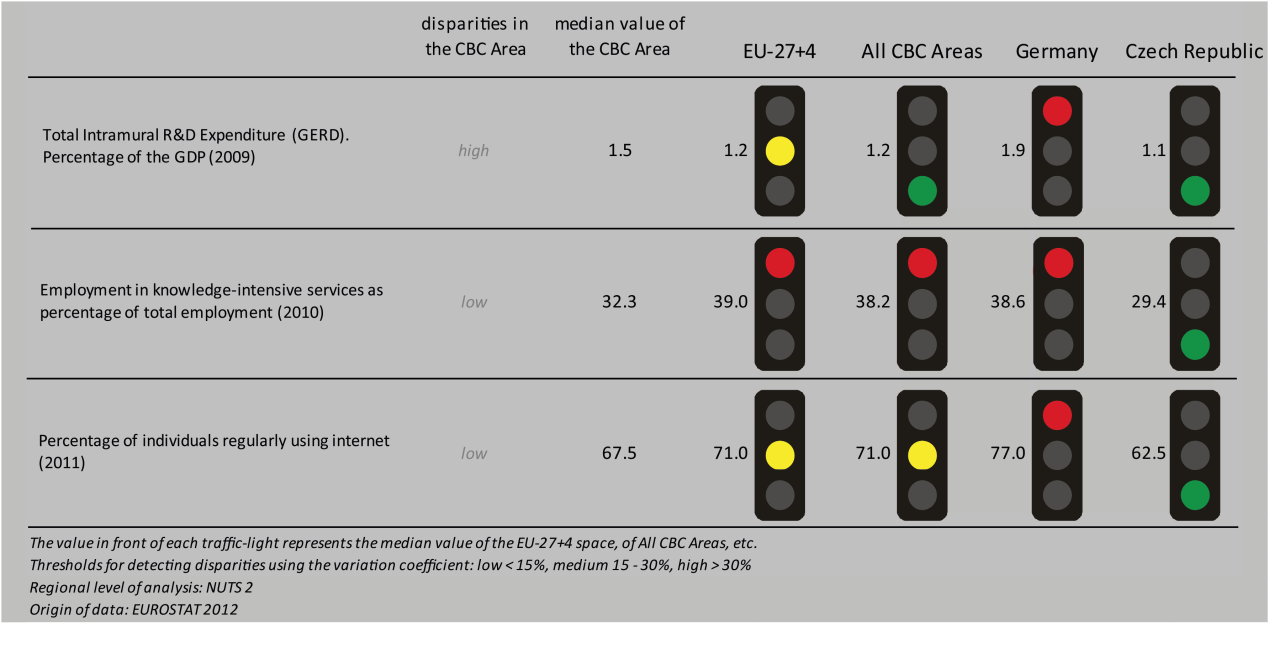 disparities in
the CBC Area
median value of
the CBC Area
EU-27+4
All CBC Areas
Germany
Czech Republic
Total Intramural R&D Expenditure (GERD).
Percentage of the GDP (2009)
high
1.5
1.2
1.2
1.9
1.1
Employment in knowledge-intensive services as
percentage of total employment (2010)
low
32.3
39.0
38.2
38.6
29.4
Percentage of individuals regularly using internet
(2011)
low
67.5
71.0
71.0
77.0
62.5
The value in front of each traffic-light represents the median value of the EU-27+4 space, of All CBC Areas, etc.
Thresholds for detecting disparities using the variation coefficient: low < 15%, medium 15 - 30%, high > 30%
Regional level of analysis: NUTS 2
Origin of data: EUROSTAT 2012